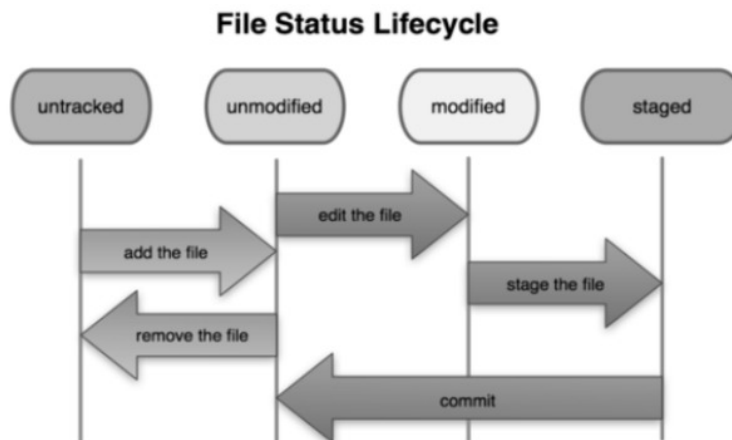 File Status Lifecycle
untracked
unmodified
modified
staged
edit the file
add the file
stage the file
remove the file
commit